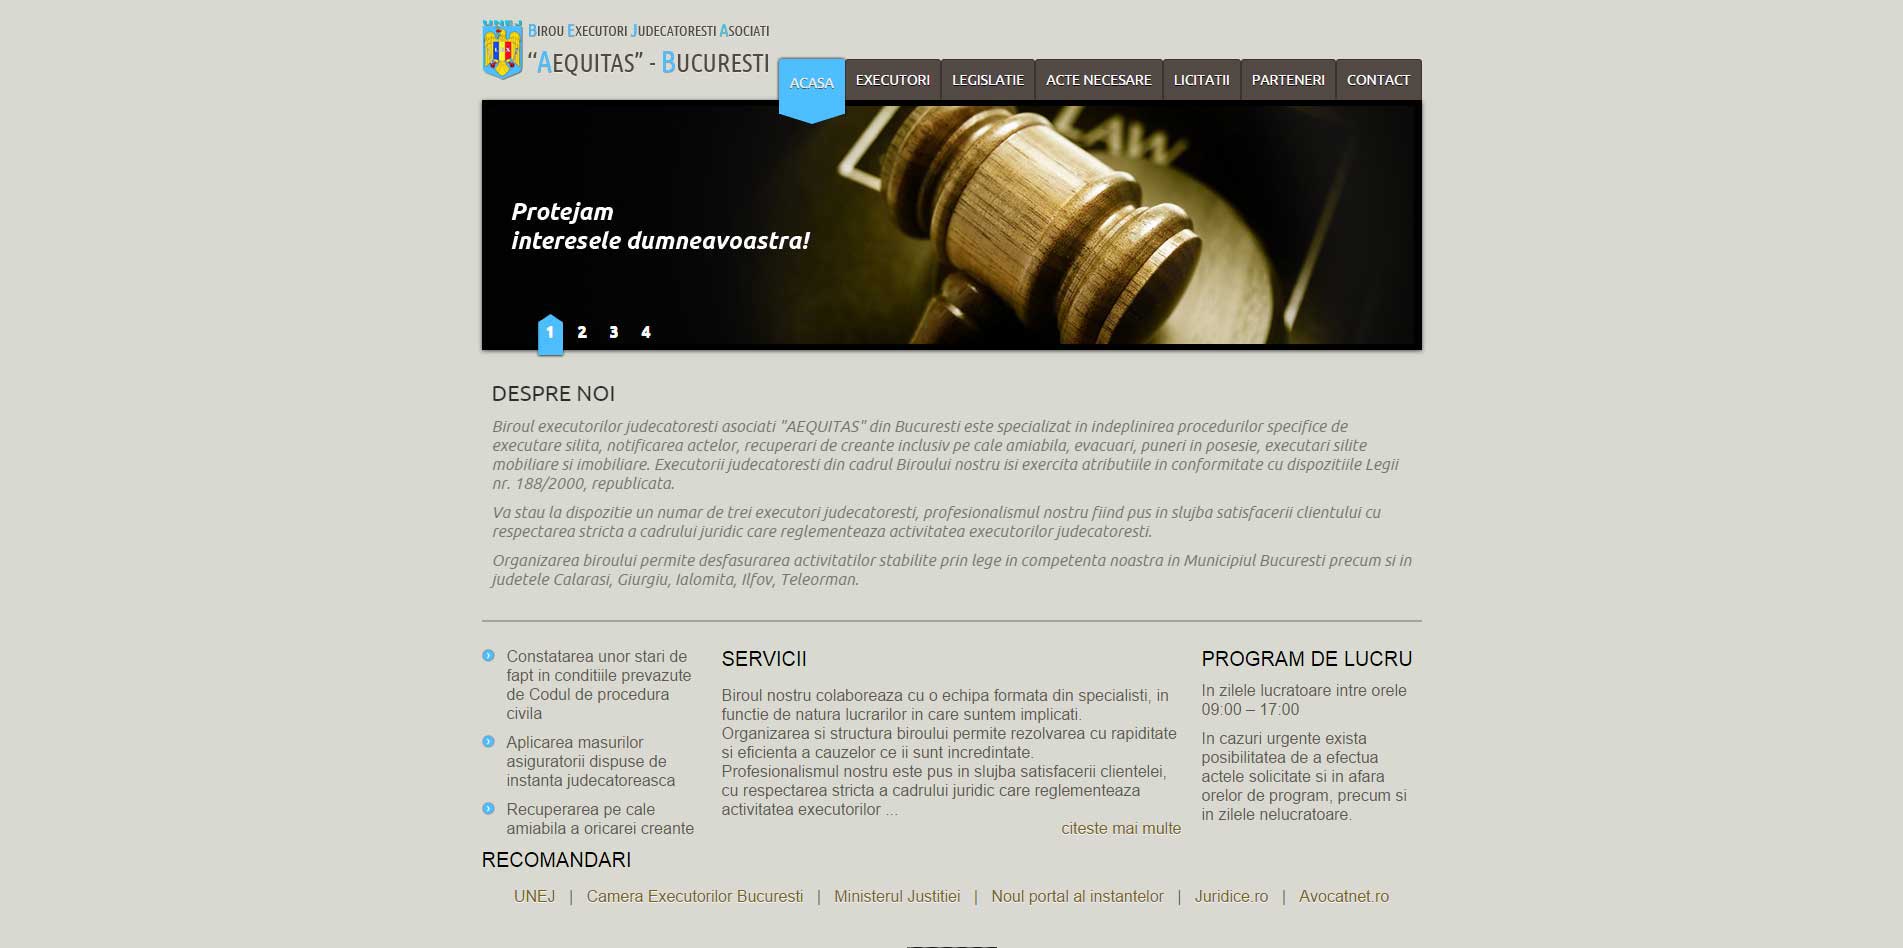 UNEJ
BIROU EXECUTORI JUDECATORESTI ASOCIATI
“AEQUITAS” - BUCURESTI
ACASA EXECUTORI LEGISLATIE ACTE NECESARE LICITATII PARTENERI CONTACT
LAW
Protejam
interesele dumneavoastra!
1 2 3 4
DESPRE NOI
Biroul executorilor judecatoresti asociati "AEQUITAS" din Bucuresti este specializat in indeplinirea procedurilor specifice de
executare silita, notificarea actelor, recuperari de creante inclusiv pe cale amiabila, evacuari, puneri in posesie, executari silite
mobiliare si imobiliare. Executorii judecatoresti din cadrul Biroului nostru isi exercita atributiile in conformitate cu dispozitiile Legii
nr. 188/2000, republicata.
Va stau la dispozitie un numar de trei executori judecatoresti, profesionalismul nostru fiind pus in slujba satisfacerii clientului cu
respectarea stricta a cadrului juridic care reglementeaza activitatea executorilor judecatoresti.
Organizarea biroului permite desfasurarea activitatilor stabilite prin lege in competenta noastra in Municipiul Bucuresti precum si in
judetele Calarasi, Giurgiu, Ialomita, Ilfov, Teleorman.
Constatarea unor stari de
fapt in conditiile prevazute
de Codul de procedura
civila
Aplicarea masurilor
asiguratorii dispuse de
instanta judecatoreasca
Recuperarea pe cale
amiabila a oricarei creante
SERVICII
Biroul nostru colaboreaza cu o echipa formata din specialisti, in
functie de natura lucrarilor in care suntem implicati.
Organizarea si structura biroului permite rezolvarea cu rapiditate
si eficienta a cauzelor ce ii sunt incredintate.
Profesionalismul nostru este pus in slujba satisfacerii clientelei,
cu respectarea stricta a cadrului juridic care reglementeaza
activitatea executorilor ...
citeste mai multe
PROGRAM DE LUCRU
In zilele lucratoare intre orele
09:00 – 17:00
In cazuri urgente exista
posibilitatea de a efectua
actele solicitate si in afara
orelor de program, precum si
in zilele nelucratoare.
RECOMANDARI
UNEJ | Camera Executorilor Bucuresti | Ministerul Justitiei | Noul portal al instantelor | Juridice.ro | Avocatnet.ro